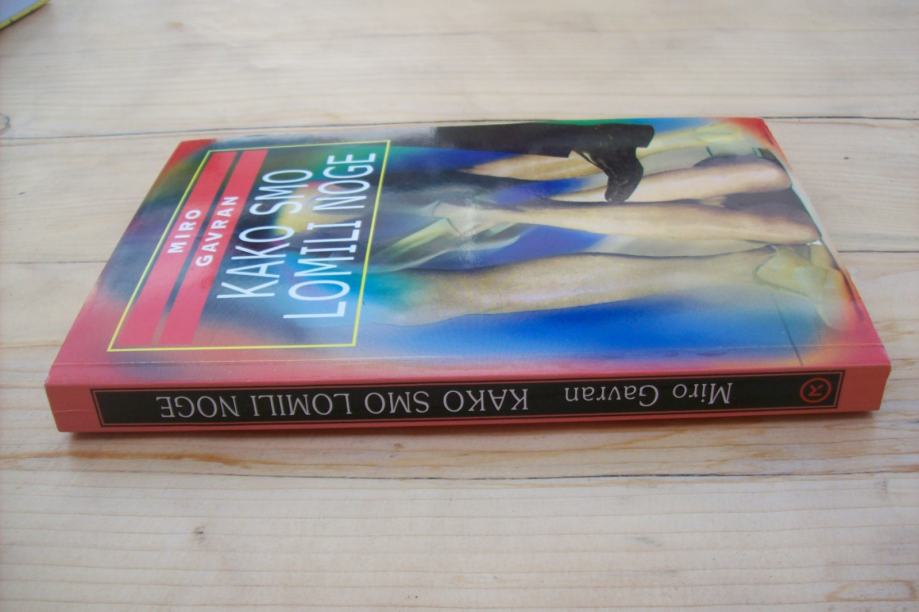 MIRO
GAVRAN
KAKO SMO
LOMILI NOGE
Miro Gavran KAKO SMO LOMILI NOGE